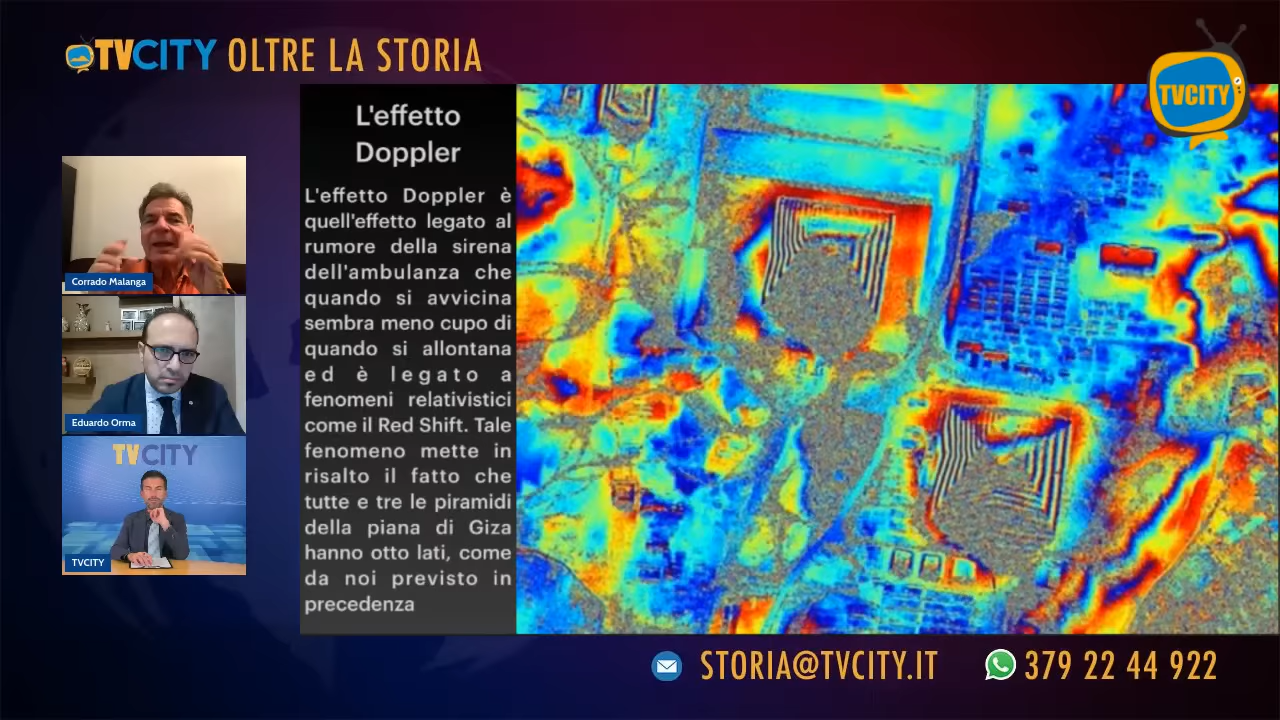 TVCITY OLTRE LA STORIA
TVCITY
L'effetto
Doppler
L'effetto Doppler è
quell'effetto legato al
rumore della sirena
dell'ambulanza che
quando si avvicina
sembra meno cupo di
quando si allontana
ed è legato a
fenomeni relativistici
come il Red Shift. Tale
fenomeno mette in
risalto il fatto che
tutte e tre le piramidi
della piana di Giza
hanno otto lati, come
da noi previsto in
precedenza
Corrado Malanga
Eduardo Orma
TVCITY
TVCITY
STORIA@TVCITY.IT
379 22 44 922